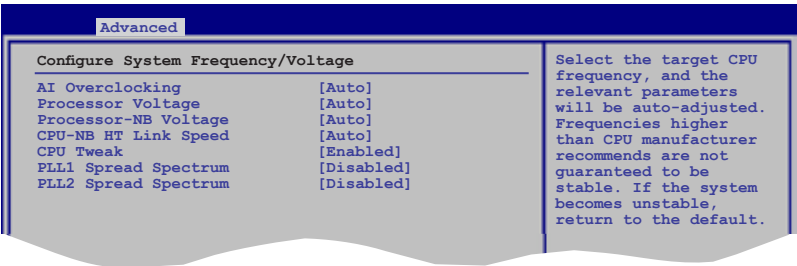 Advanced
Configure System Frequency/Voltage
AI Overclocking [Auto]
Processor Voltage [Auto]
Processor-NB Voltage [Auto]
CPU-NB HT Link Speed [Auto]
CPU Tweak [Enabled]
PLL1 Spread Spectrum [Disabled]
PLL2 Spread Spectrum [Disabled]
Select the target CPU
frequency, and the
relevant parameters
will be auto-adjusted.
Frequencies higher
than CPU manufacturer
recommends are not
guaranteed to be
stable. If the system
becomes unstable,
return to the default.